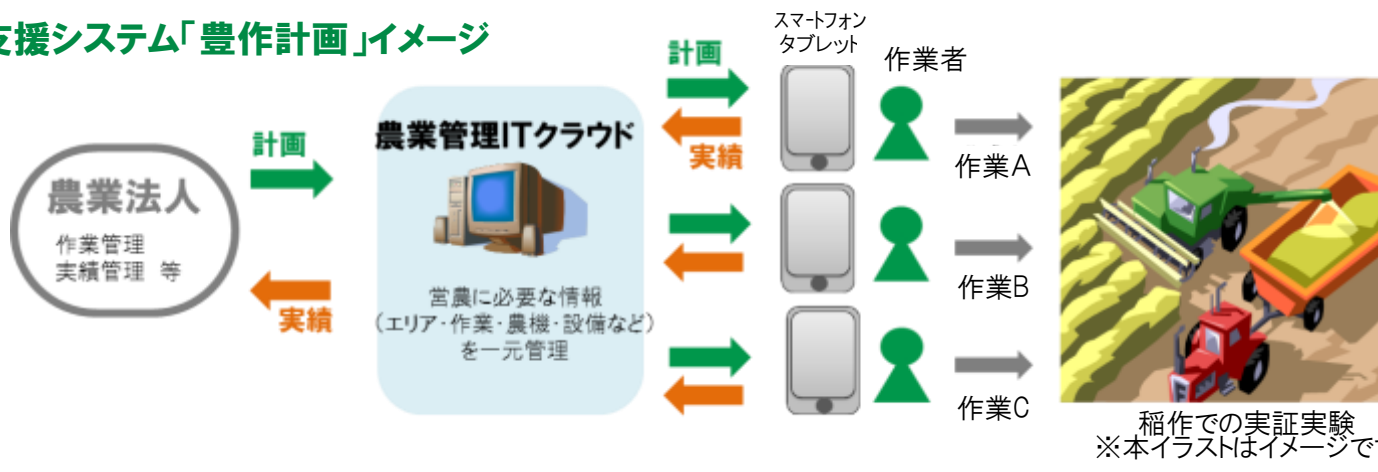 支援システム「豊作計画」イメージ
スマートフォン
タブレット
作業者
計画
実績
農業管理ITクラウド
計画
農業法人
作業管理
実績管理 等
実績
営農に必要な情報
(エリア・作業・農機・設備など)
を一元管理
作業A
作業B
作業C
稲作での実証実験
※本イラストはイメージです